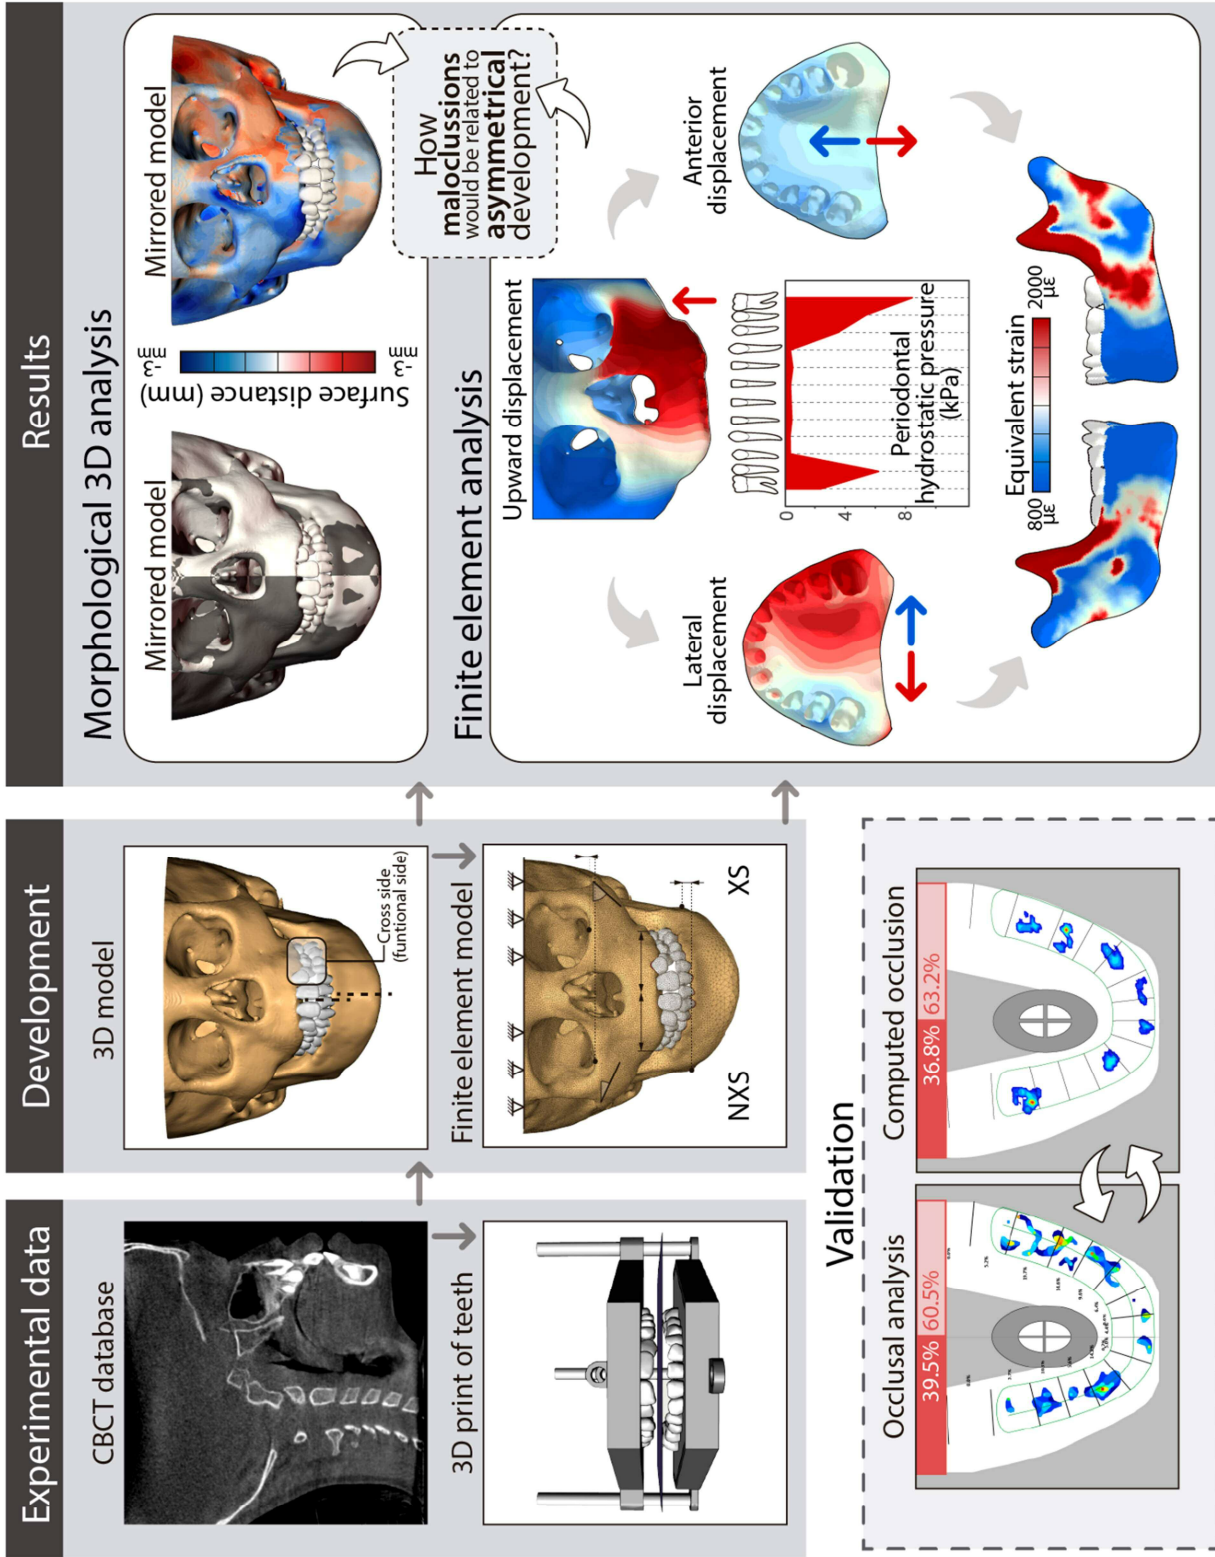 Experimental data
CBCT database
3D print of teeth
Development
3D model
Cross side
(funtional side)
Finite element model
NXS
XS
Results
Morphological 3D analysis
Mirrored model
Surface distance (mm)
-3
mm
-3
mm
Mirrored model
How
maloclussions
would be related to
asymmetrical
development?
Finite element analysis
Lateral
displacement
Upward displacement
0
4
8
Periodontal
hydrostatic pressure
(kPa)
Anterior
displacement
800
με
Equivalent strain
2000
με
Validation
Occlusal analysis
39.5%
60.5%
Computed occlusion
36.8%
63.2%